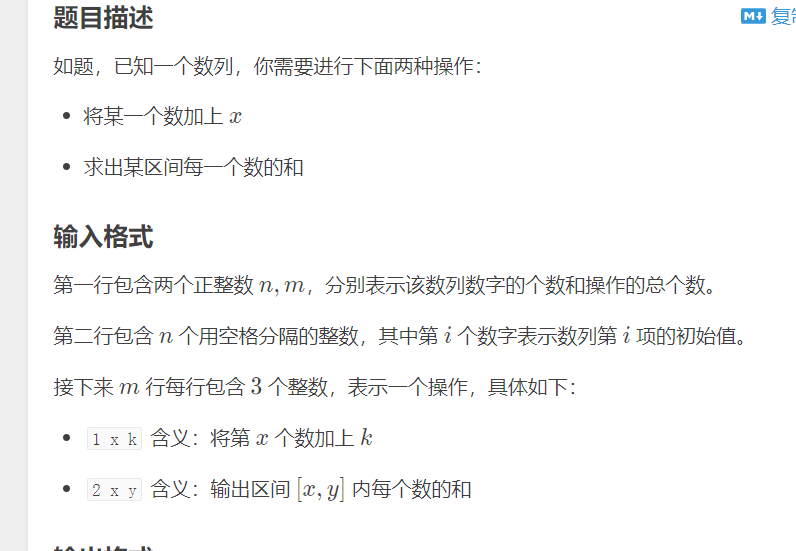 题目描述
复制
如题，已知一个数列，你需要进行下面两种操作：
将某一个数加上 x
求出某区间每一个数的和
输入格式
第一行包含两个正整数 n, m，分别表示该数列数字的个数和操作的总个数。
第二行包含 n 个用空格分隔的整数，其中第 i 个数字表示数列第 i 项的初始值。
接下来 m 行每行包含 3 个整数，表示一个操作，具体如下：
1 x k 含义：将第 x 个数加上 k
2 x y 含义：输出区间 [x, y] 内每个数的和